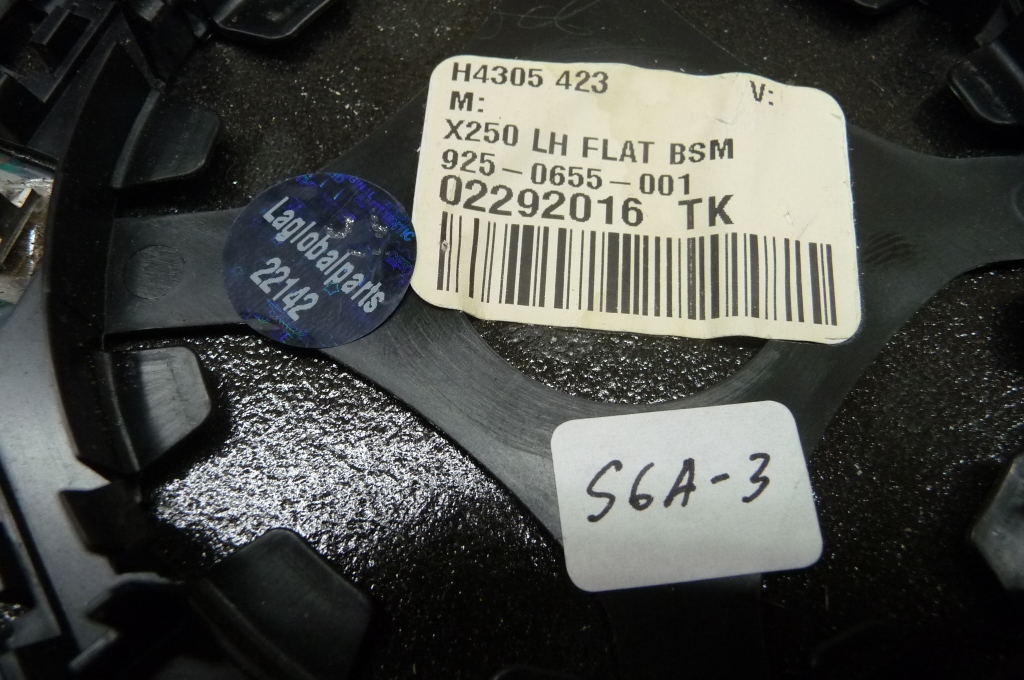 H4305 423 V:
M:
X250 LH FLAT BSM
925-0655-001
02292016 TK
Laglobalparts
22142
S6A-3